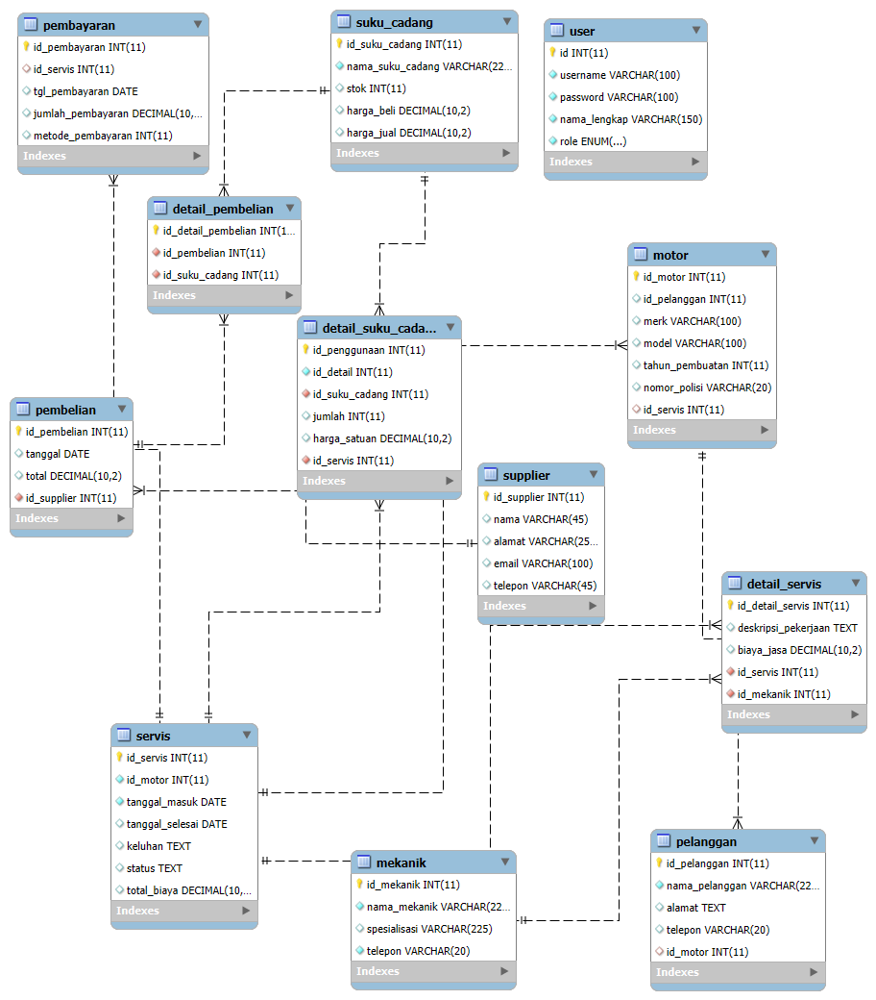 pembayaran
id_pembayaran INT(11)
id_servis INT(11)
tgl_pembayaran DATE
jumlah_pembayaran DECIMAL(10,...
metode_pembayaran INT(11)
Indexes
suku_cadang
id_suku_cadang INT(11)
nama_suku_cadang VARCHAR(22...
stok INT(11)
harga_beli DECIMAL(10,2)
harga_jual DECIMAL(10,2)
Indexes
user
id INT(11)
username VARCHAR(100)
password VARCHAR(100)
nama_lengkap VARCHAR(150)
role ENUM(...)
Indexes
detail_pembelian
id_detail_pembelian INT(1...
id_pembelian INT(11)
id_suku_cadang INT(11)
Indexes
motor
id_motor INT(11)
id_pelanggan INT(11)
merk VARCHAR(100)
model VARCHAR(100)
tahun_pembuatan INT(11)
nomor_polisi VARCHAR(20)
id_servis INT(11)
Indexes
detail_suku_cada...
id_penggunaan INT(11)
id_detail INT(11)
id_suku_cadang INT(11)
jumlah INT(11)
harga_satuan DECIMAL(10,2)
id_servis INT(11)
Indexes
pembelian
id_pembelian INT(11)
tanggal DATE
total DECIMAL(10,2)
id_supplier INT(11)
Indexes
supplier
id_supplier INT(11)
nama VARCHAR(45)
alamat VARCHAR(25...
email VARCHAR(100)
telepon VARCHAR(45)
Indexes
detail_servis
id_detail_servis INT(11)
deskripsi_pekerjaan TEXT
biaya_jasa DECIMAL(10,2)
id_servis INT(11)
id_mekanik INT(11)
Indexes
servis
id_servis INT(11)
id_motor INT(11)
tanggal_masuk DATE
tanggal_selesai DATE
keluhan TEXT
status TEXT
total_biaya DECIMAL(10,...
Indexes
mekanik
id_mekanik INT(11)
nama_mekanik VARCHAR(22...
spesialisasi VARCHAR(225)
telepon VARCHAR(20)
Indexes
pelanggan
id_pelanggan INT(11)
nama_pelanggan VARCHAR(22...
alamat TEXT
telepon VARCHAR(20)
id_motor INT(11)
Indexes